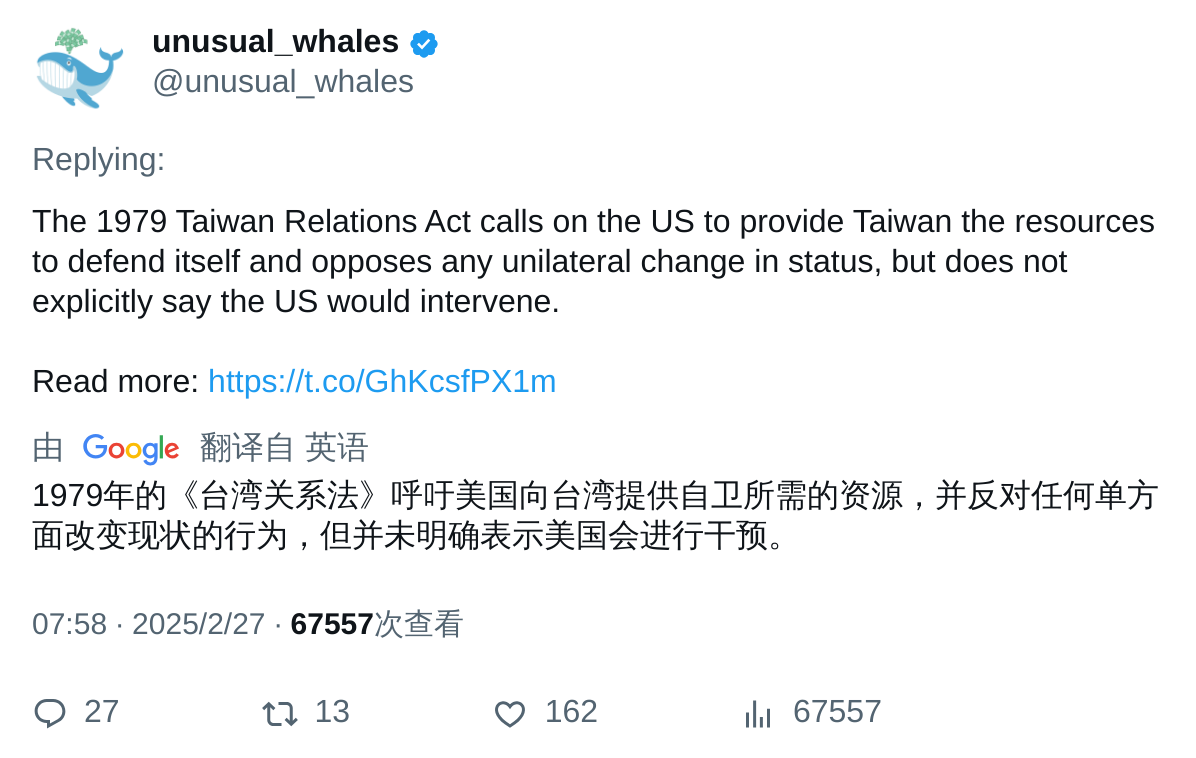 unusual_whales
@unusual_whales
Replying:
The 1979 Taiwan Relations Act calls on the US to provide Taiwan the resources
to defend itself and opposes any unilateral change in status, but does not
explicitly say the US would intervene.
Read more: https://t.co/GhKcsfPX1m
由 Google 翻译自 英语
1979年的《台湾关系法》呼吁美国向台湾提供自卫所需的资源，并反对任何单方
面改变现状的行为，但并未明确表示美国会进行干预。
07:58 · 2025/2/27 · 67557次查看
27 13 162 67557